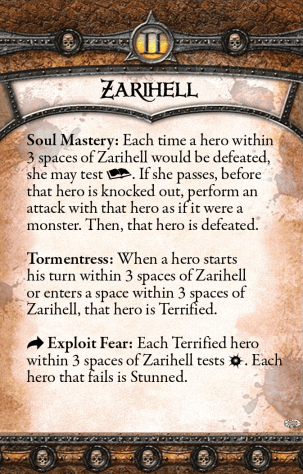 II
ZARIHELL
Soul Mastery: Each time a hero within
3 spaces of Zarihell would be defeated,
she may test . If she passes, before
that hero is knocked out, perform an
attack with that hero as if it were a
monster. Then, that hero is defeated.
Tormentress: When a hero starts
his turn within 3 spaces of Zarihell
or enters a space within 3 spaces of
Zarihell, that hero is Terrified.
Exploit Fear: Each Terrified hero
within 3 spaces of Zarihell tests . Each
hero that fails is Stunned.